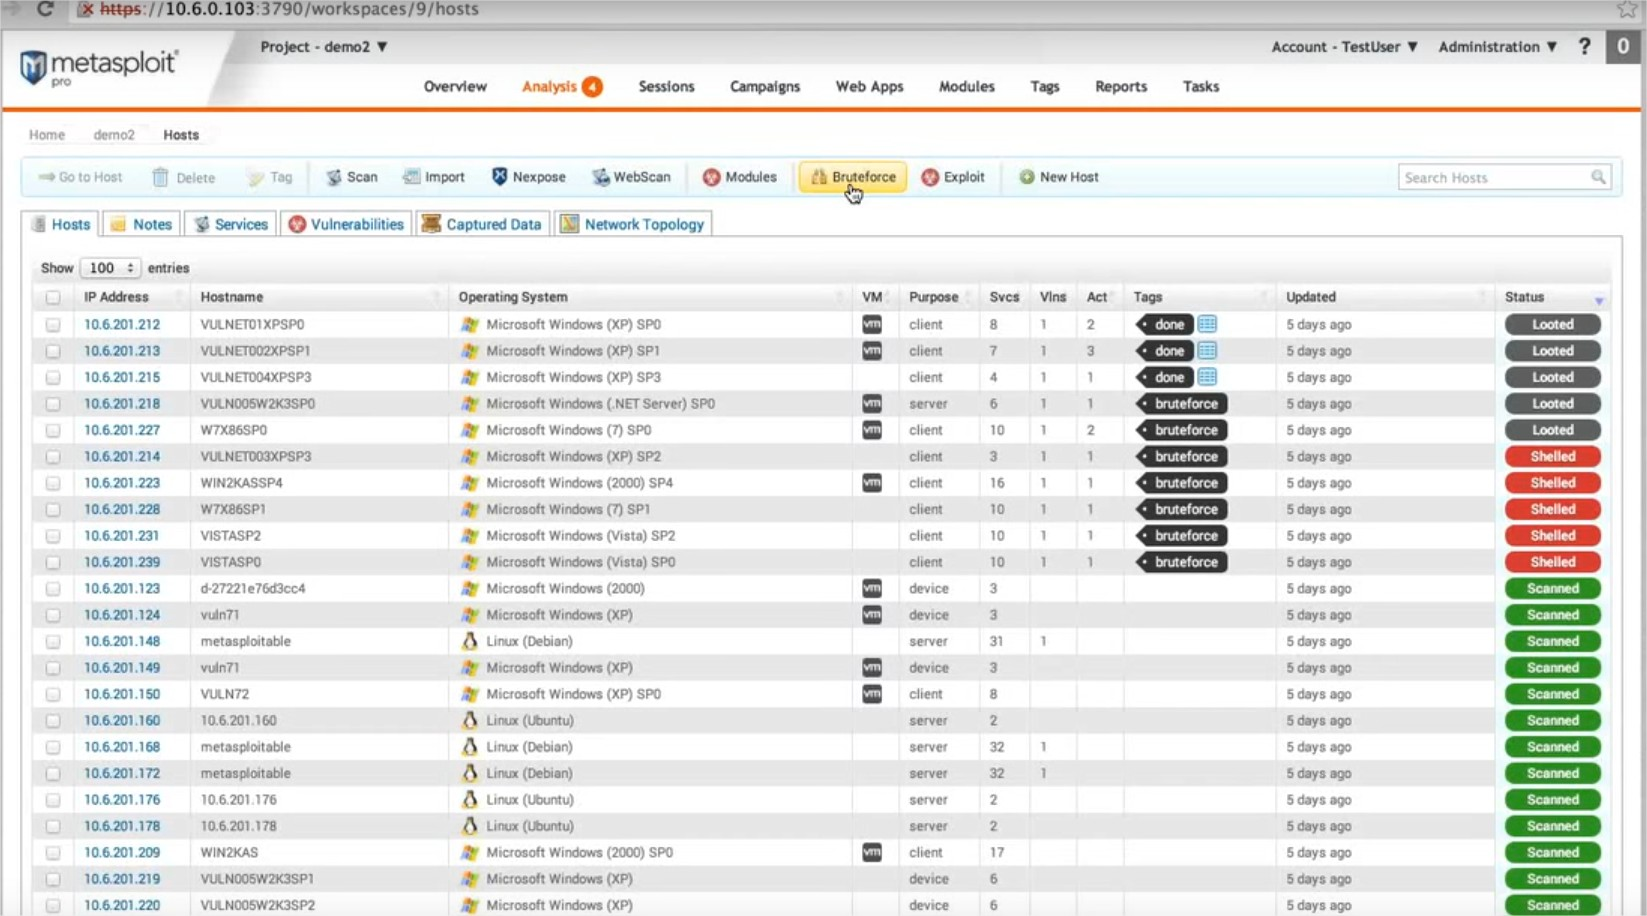 https://10.6.0.103:3790/workspaces/9/hosts
metasploit®
pro
Project - demo2 ▼
Account - TestUser ▼ Administration ▼ ? 0
Overview Analysis 4 Sessions Campaigns Web Apps Modules Tags Reports Tasks
Home demo2 Hosts
Go to Host Delete Tag Scan Import Nexpose WebScan Modules Bruteforce Exploit New Host Search Hosts
Hosts Notes Services Vulnerabilities Captured Data Network Topology
Show 100 entries
IP Address Hostname Operating System VM Purpose Svcs Vlns Act Tags Updated Status
10.6.201.212 VULNET01XPSP0 Microsoft Windows (XP) SP0 vm client 8 1 2 done 5 days ago Looted
10.6.201.213 VULNET002XPSP1 Microsoft Windows (XP) SP1 vm client 7 1 3 done 5 days ago Looted
10.6.201.215 VULNET004XPSP3 Microsoft Windows (XP) SP3 client 4 1 1 done 5 days ago Looted
10.6.201.218 VULN005W2K3SP0 Microsoft Windows (.NET Server) SP0 vm server 6 1 1 bruteforce 5 days ago Looted
10.6.201.227 W7X86SP0 Microsoft Windows (7) SP0 vm client 10 1 2 bruteforce 5 days ago Looted
10.6.201.214 VULNET003XPSP3 Microsoft Windows (XP) SP2 client 3 1 1 bruteforce 5 days ago Shelled
10.6.201.223 WIN2KASSP4 Microsoft Windows (2000) SP4 vm client 16 1 1 bruteforce 5 days ago Shelled
10.6.201.228 W7X86SP1 Microsoft Windows (7) SP1 client 10 1 1 bruteforce 5 days ago Shelled
10.6.201.231 VISTASP2 Microsoft Windows (Vista) SP2 client 10 1 1 bruteforce 5 days ago Shelled
10.6.201.239 VISTASP0 Microsoft Windows (Vista) SP0 client 10 1 1 bruteforce 5 days ago Shelled
10.6.201.123 d-27221e76d3cc4 Microsoft Windows (2000) vm device 3 5 days ago Scanned
10.6.201.124 vuln71 Microsoft Windows (XP) vm device 3 5 days ago Scanned
10.6.201.148 metasploitable Linux (Debian) server 31 1 5 days ago Scanned
10.6.201.149 vuln71 Microsoft Windows (XP) vm device 3 5 days ago Scanned
10.6.201.150 VULN72 Microsoft Windows (XP) SP0 vm client 8 5 days ago Scanned
10.6.201.160 10.6.201.160 Linux (Ubuntu) server 2 5 days ago Scanned
10.6.201.168 metasploitable Linux (Debian) server 32 1 5 days ago Scanned
10.6.201.172 metasploitable Linux (Debian) server 32 1 5 days ago Scanned
10.6.201.176 10.6.201.176 Linux (Ubuntu) server 2 5 days ago Scanned
10.6.201.178 10.6.201.178 Linux (Ubuntu) server 2 5 days ago Scanned
10.6.201.209 WIN2KAS Microsoft Windows (2000) SP0 vm client 17 5 days ago Scanned
10.6.201.219 VULN005W2K3SP1 Microsoft Windows (XP) device 6 5 days ago Scanned
10.6.201.220 VULN005W2K3SP2 Microsoft Windows (XP) device 6 5 days ago Scanned